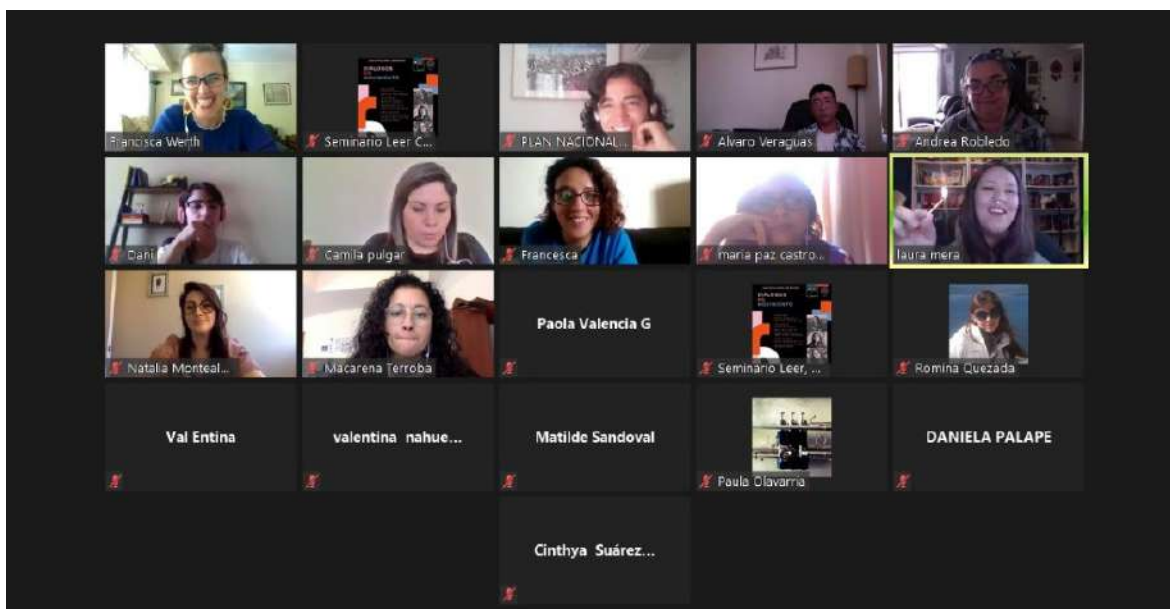 Francisca Werth
Seminario Leer C...
PLAN NACIONAL...
Alvaro Veraguas
Andrea Robledo
Dani
Camila pulgar
Francesca
maria paz castro...
laura mera
Natalia Monteal...
Macarena Terroba
Paola Valencia G
Seminario Leer, ...
Romina Quezada
Val Entina
valentina nahue...
Matilde Sandoval
Paula Olavarria
DANIELA PALAPE
Cinthya Suárez...